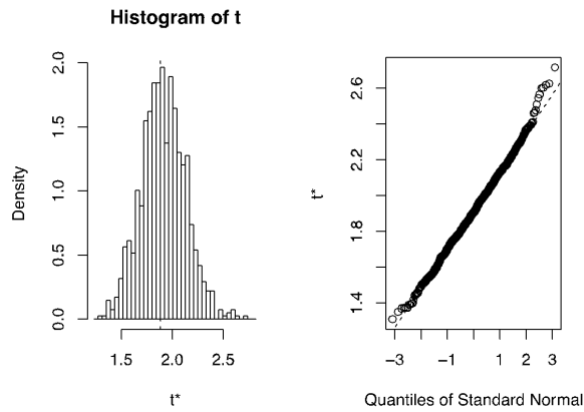 Histogram of t
Density
0.0 0.5 1.0 1.5 2.0
1.5 2.0 2.5
t*
t*
1.4 1.8 2.2 2.6
−3 −1 1 2 3
Quantiles of Standard Normal